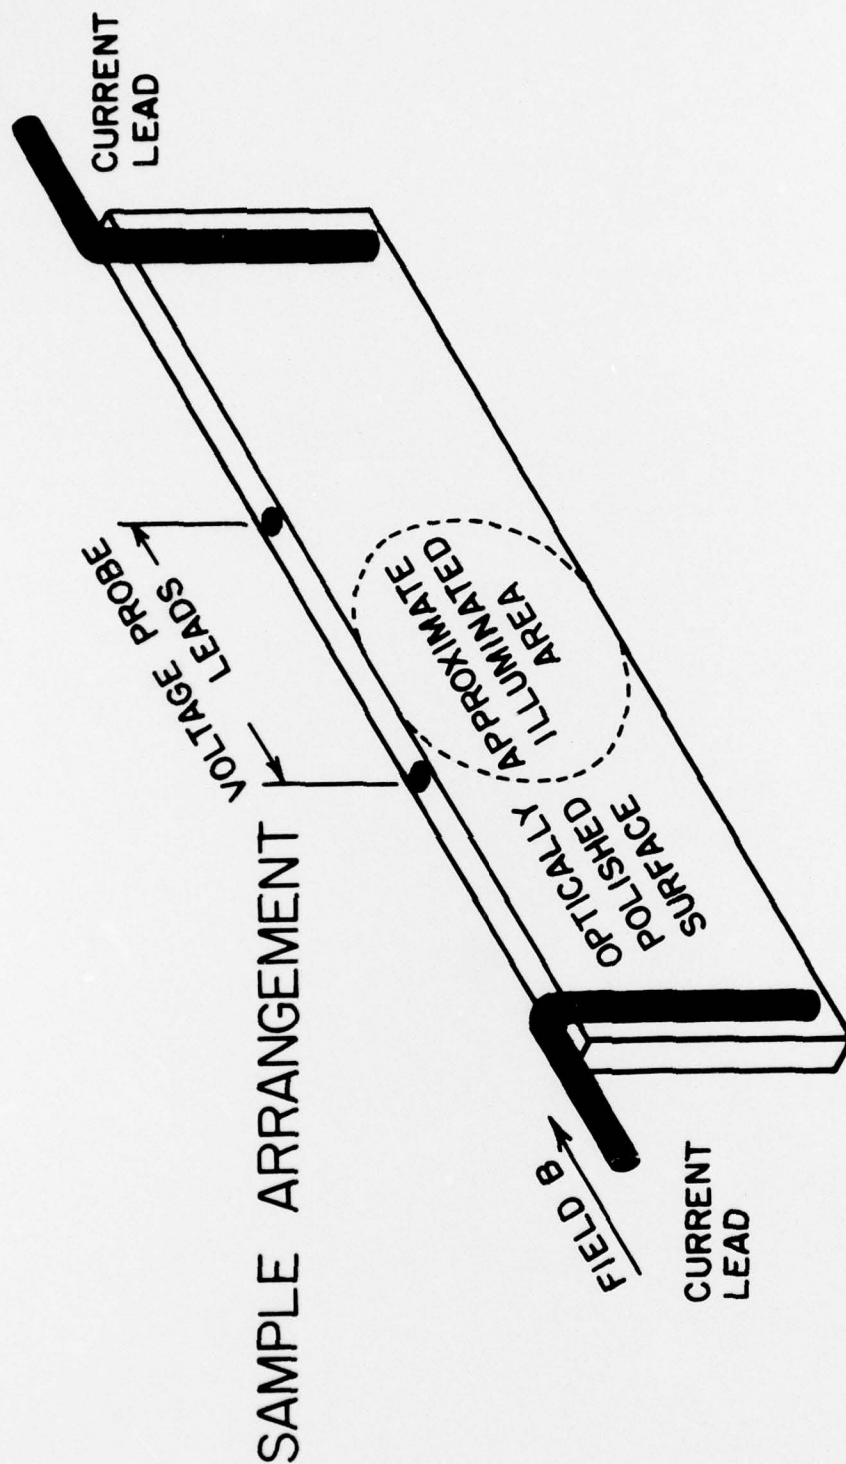 SAMPLE ARRANGEMENT
VOLTAGE PROBE
LEADS
CURRENT
LEAD
APPROXIMATE
ILLUMINATED
AREA
OPTICALLY
POLISHED
SURFACE
FIELD B
CURRENT
LEAD